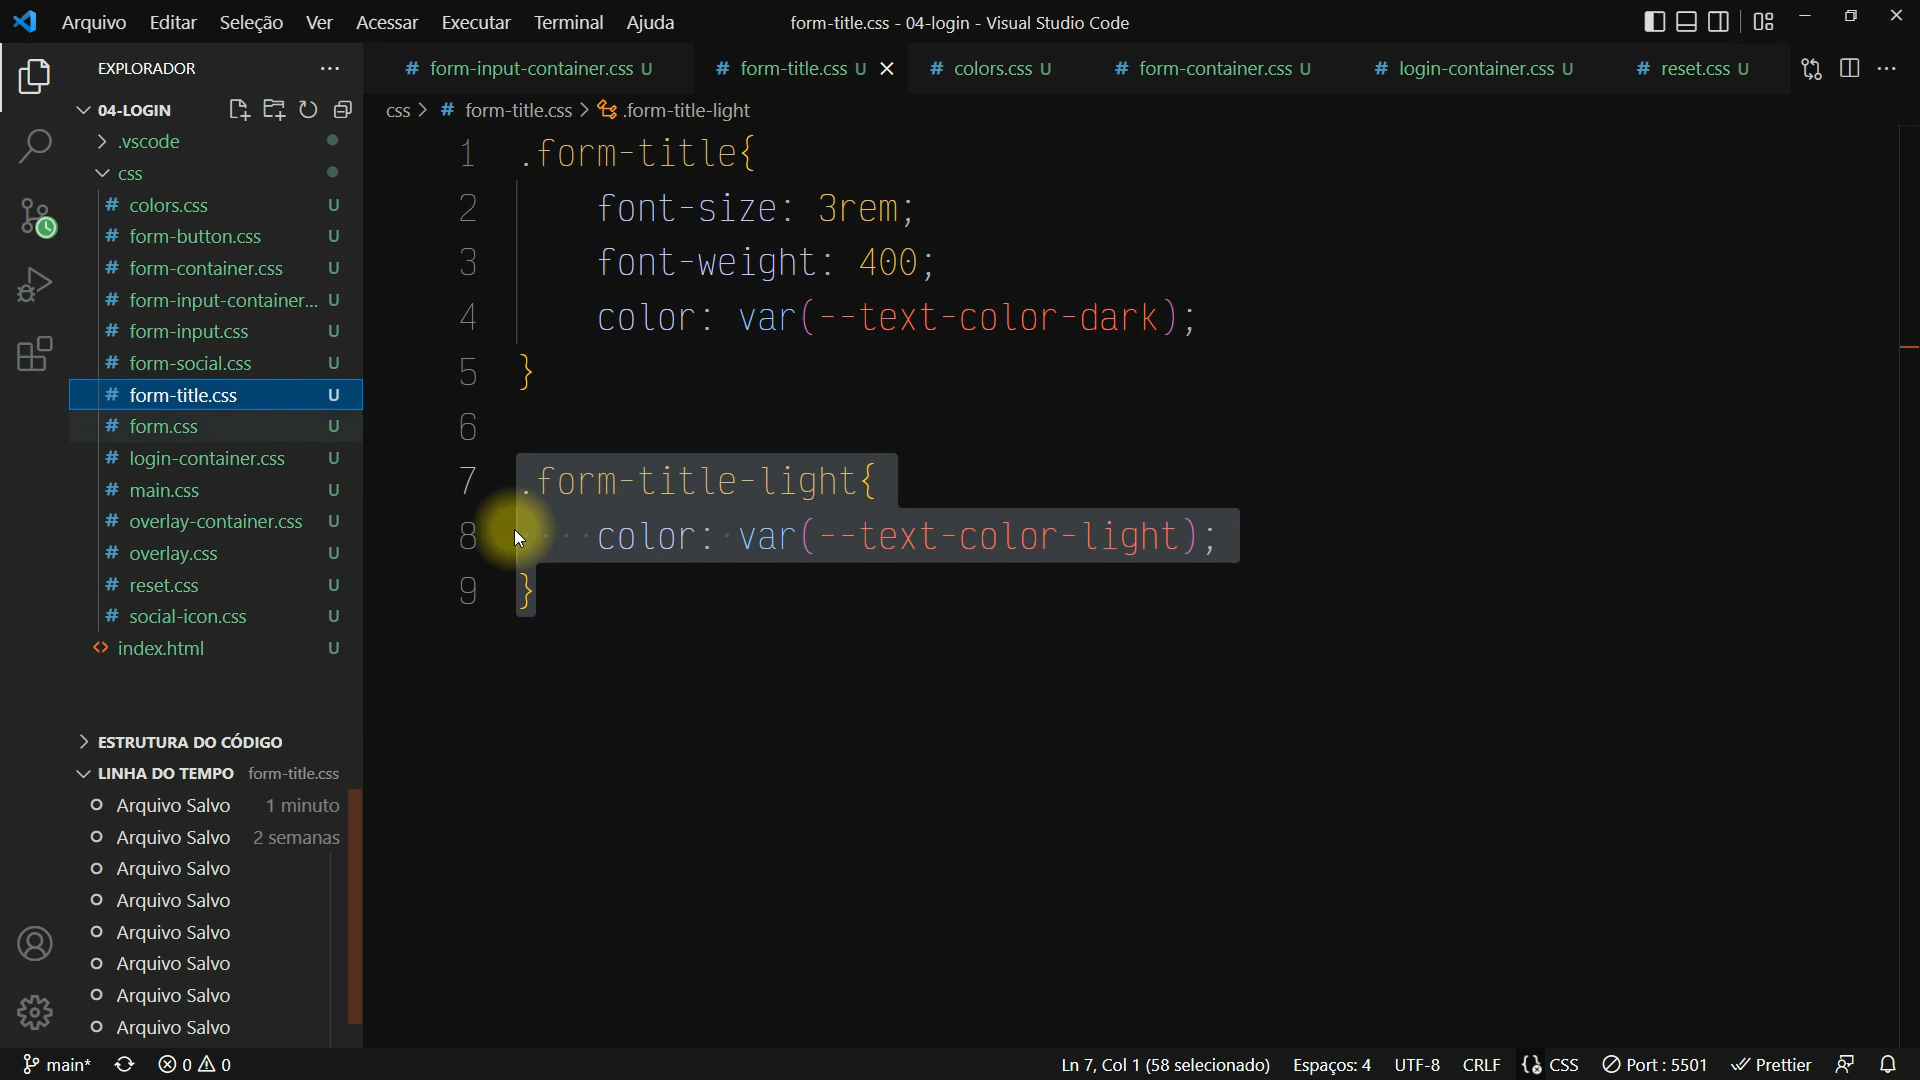 Arquivo Editar Seleção Ver Acessar Executar Terminal Ajuda form-title.css - 04-login - Visual Studio Code
EXPLORADOR ···
# form-input-container.css U # form-title.css U # colors.css U # form-container.css U # login-container.css U # reset.css U ···
04-LOGIN
css > # form-title.css > .form-title-light
.vscode
css
# colors.css U
# form-button.css U
# form-container.css U
# form-input-container... U
# form-input.css U
# form-social.css U
# form-title.css U
# form.css U
# login-container.css U
# main.css U
# overlay-container.css U
# overlay.css U
# reset.css U
# social-icon.css U
<> index.html U
ESTRUTURA DO CÓDIGO
LINHA DO TEMPO form-title.css
Arquivo Salvo 1 minuto
Arquivo Salvo 2 semanas
Arquivo Salvo
Arquivo Salvo
Arquivo Salvo
Arquivo Salvo
Arquivo Salvo
Arquivo Salvo
1 .form-title{
2 font-size: 3rem;
3 font-weight: 400;
4 color: var(--text-color-dark);
5 }
6
7 .form-title-light{
8 color: var(--text-color-light);
9 }
main* 0 0 Ln 7, Col 1 (58 selecionado) Espaços: 4 UTF-8 CRLF CSS Port : 5501 Prettier